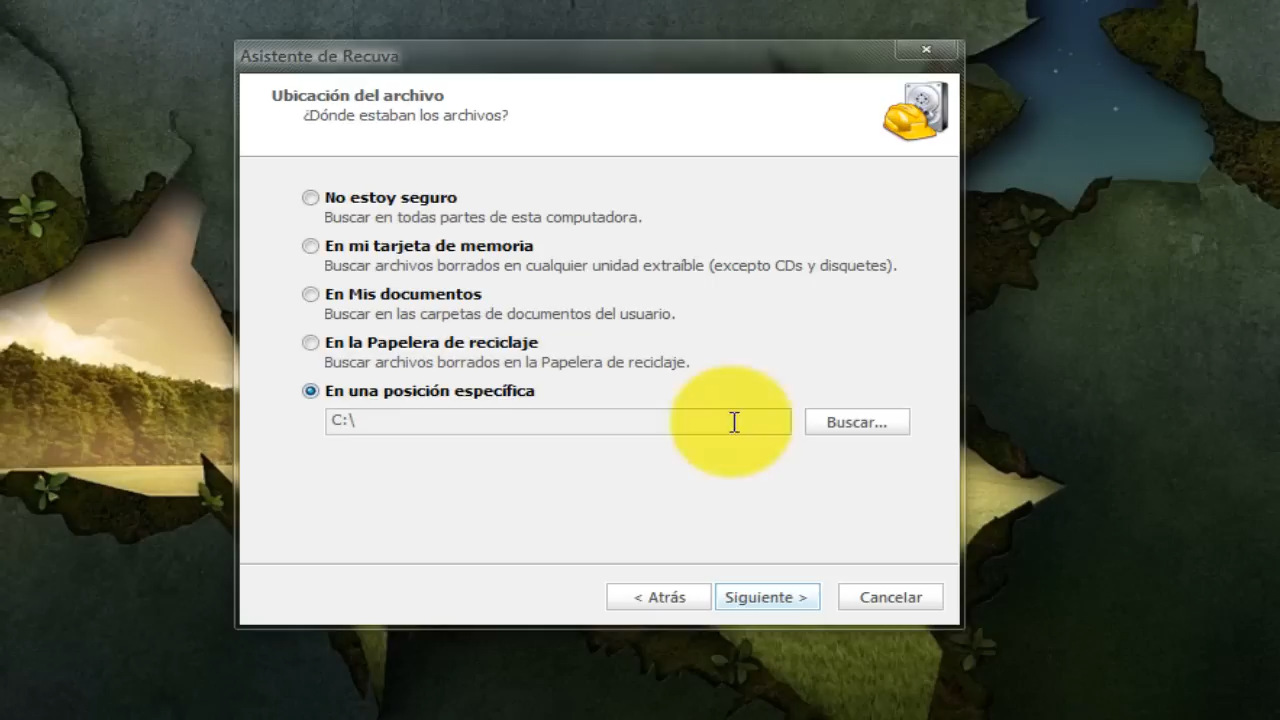 Asistente de Recuva
Ubicación del archivo
¿Dónde estaban los archivos?
No estoy seguro
Buscar en todas partes de esta computadora.
En mi tarjeta de memoria
Buscar archivos borrados en cualquier unidad extraíble (excepto CDs y disquetes).
En Mis documentos
Buscar en las carpetas de documentos del usuario.
En la Papelera de reciclaje
Buscar archivos borrados en la Papelera de reciclaje.
En una posición específica
C:\
Buscar...
< Atrás
Siguiente >
Cancelar